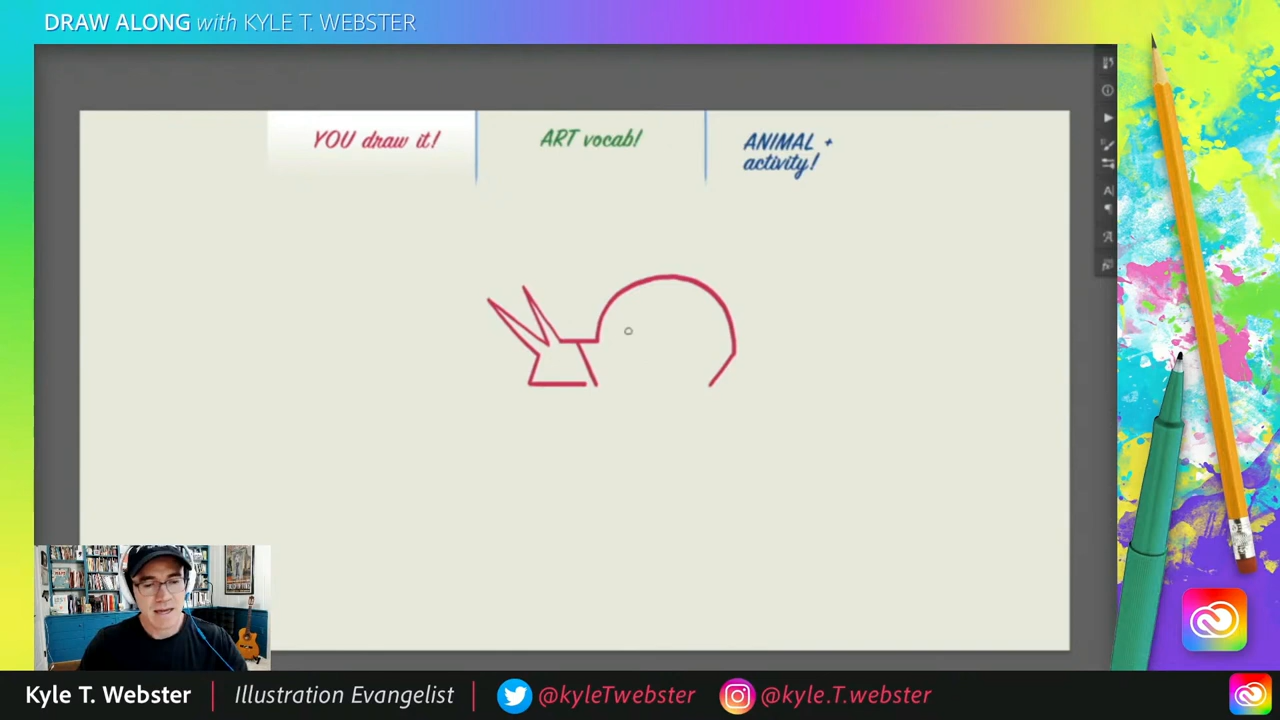 DRAW ALONG with KYLE T. WEBSTER
YOU draw it!
ART vocab!
ANIMAL +
activity!
Kyle T. Webster
Illustration Evangelist
@kyleTwebster
@kyle.T.webster